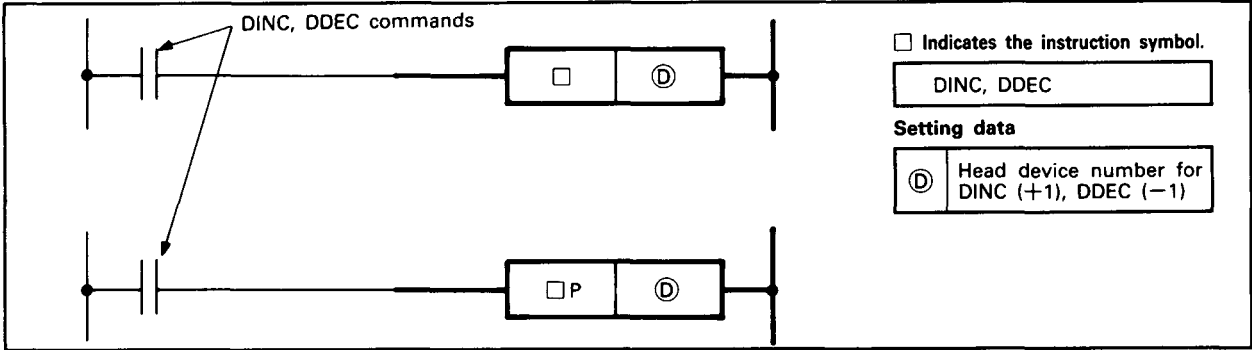 DINC, DDEC commands
□ Ⓓ
□P Ⓓ
□ Indicates the instruction symbol.
DINC, DDEC
Setting data
Ⓓ Head device number for
DINC (+1), DDEC (−1)